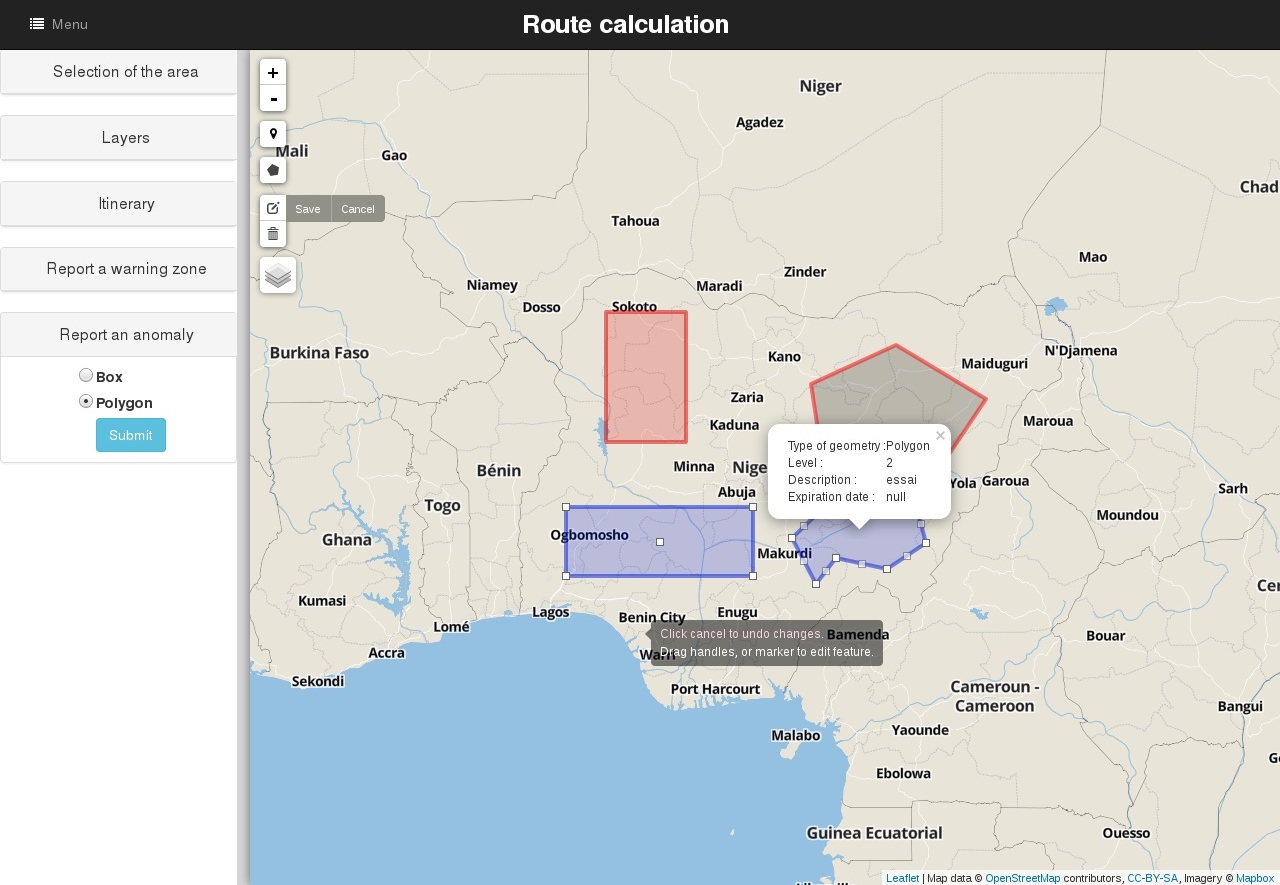 Menu
Route calculation
Selection of the area
Layers
Itinerary
Report a warning zone
Report an anomaly
Box
Polygon
Submit
+
-
Save
Cancel
Niger
Agadez
Mali
Gao
Chad
Tahoua
Mao
Zinder
Niamey
Maradi
Dosso
Sokoto
Burkina Faso
Kano
N'Djamena
Maiduguri
Zaria
Kaduna
Maroua
Type of geometry :Polygon
Level : 2
Description : essai
Expiration date : null
×
Bénin
Minna
Nige
Abuja
Yola
Garoua
Sarh
Togo
Moundou
Ghana
Ogbomosho
Makurdi
Cen
Kumasi
Lagos
Benin City
Enugu
Lomé
Click cancel to undo changes.
Drag handles, or marker to edit feature.
Bamenda
Bouar
Accra
Warri
Sekondi
Port Harcourt
Cameroun -
Cameroon
Bangui
Malabo
Yaounde
Ebolowa
Guinea Ecuatorial
Ouesso
Leaflet | Map data © OpenStreetMap contributors, CC-BY-SA, Imagery © Mapbox